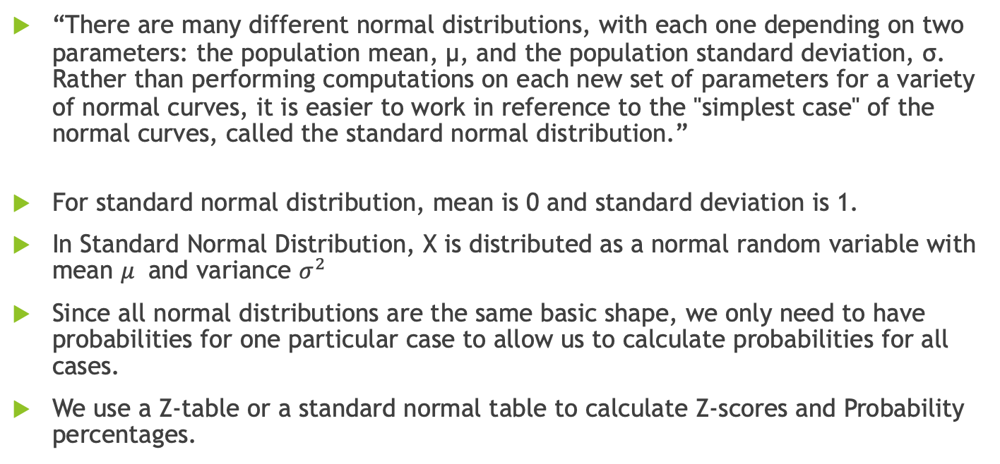 “There are many different normal distributions, with each one depending on two
parameters: the population mean, μ, and the population standard deviation, σ.
Rather than performing computations on each new set of parameters for a variety
of normal curves, it is easier to work in reference to the "simplest case" of the
normal curves, called the standard normal distribution.”
For standard normal distribution, mean is 0 and standard deviation is 1.
In Standard Normal Distribution, X is distributed as a normal random variable with
mean 𝜇 and variance 𝜎²
Since all normal distributions are the same basic shape, we only need to have
probabilities for one particular case to allow us to calculate probabilities for all
cases.
We use a Z-table or a standard normal table to calculate Z-scores and Probability
percentages.